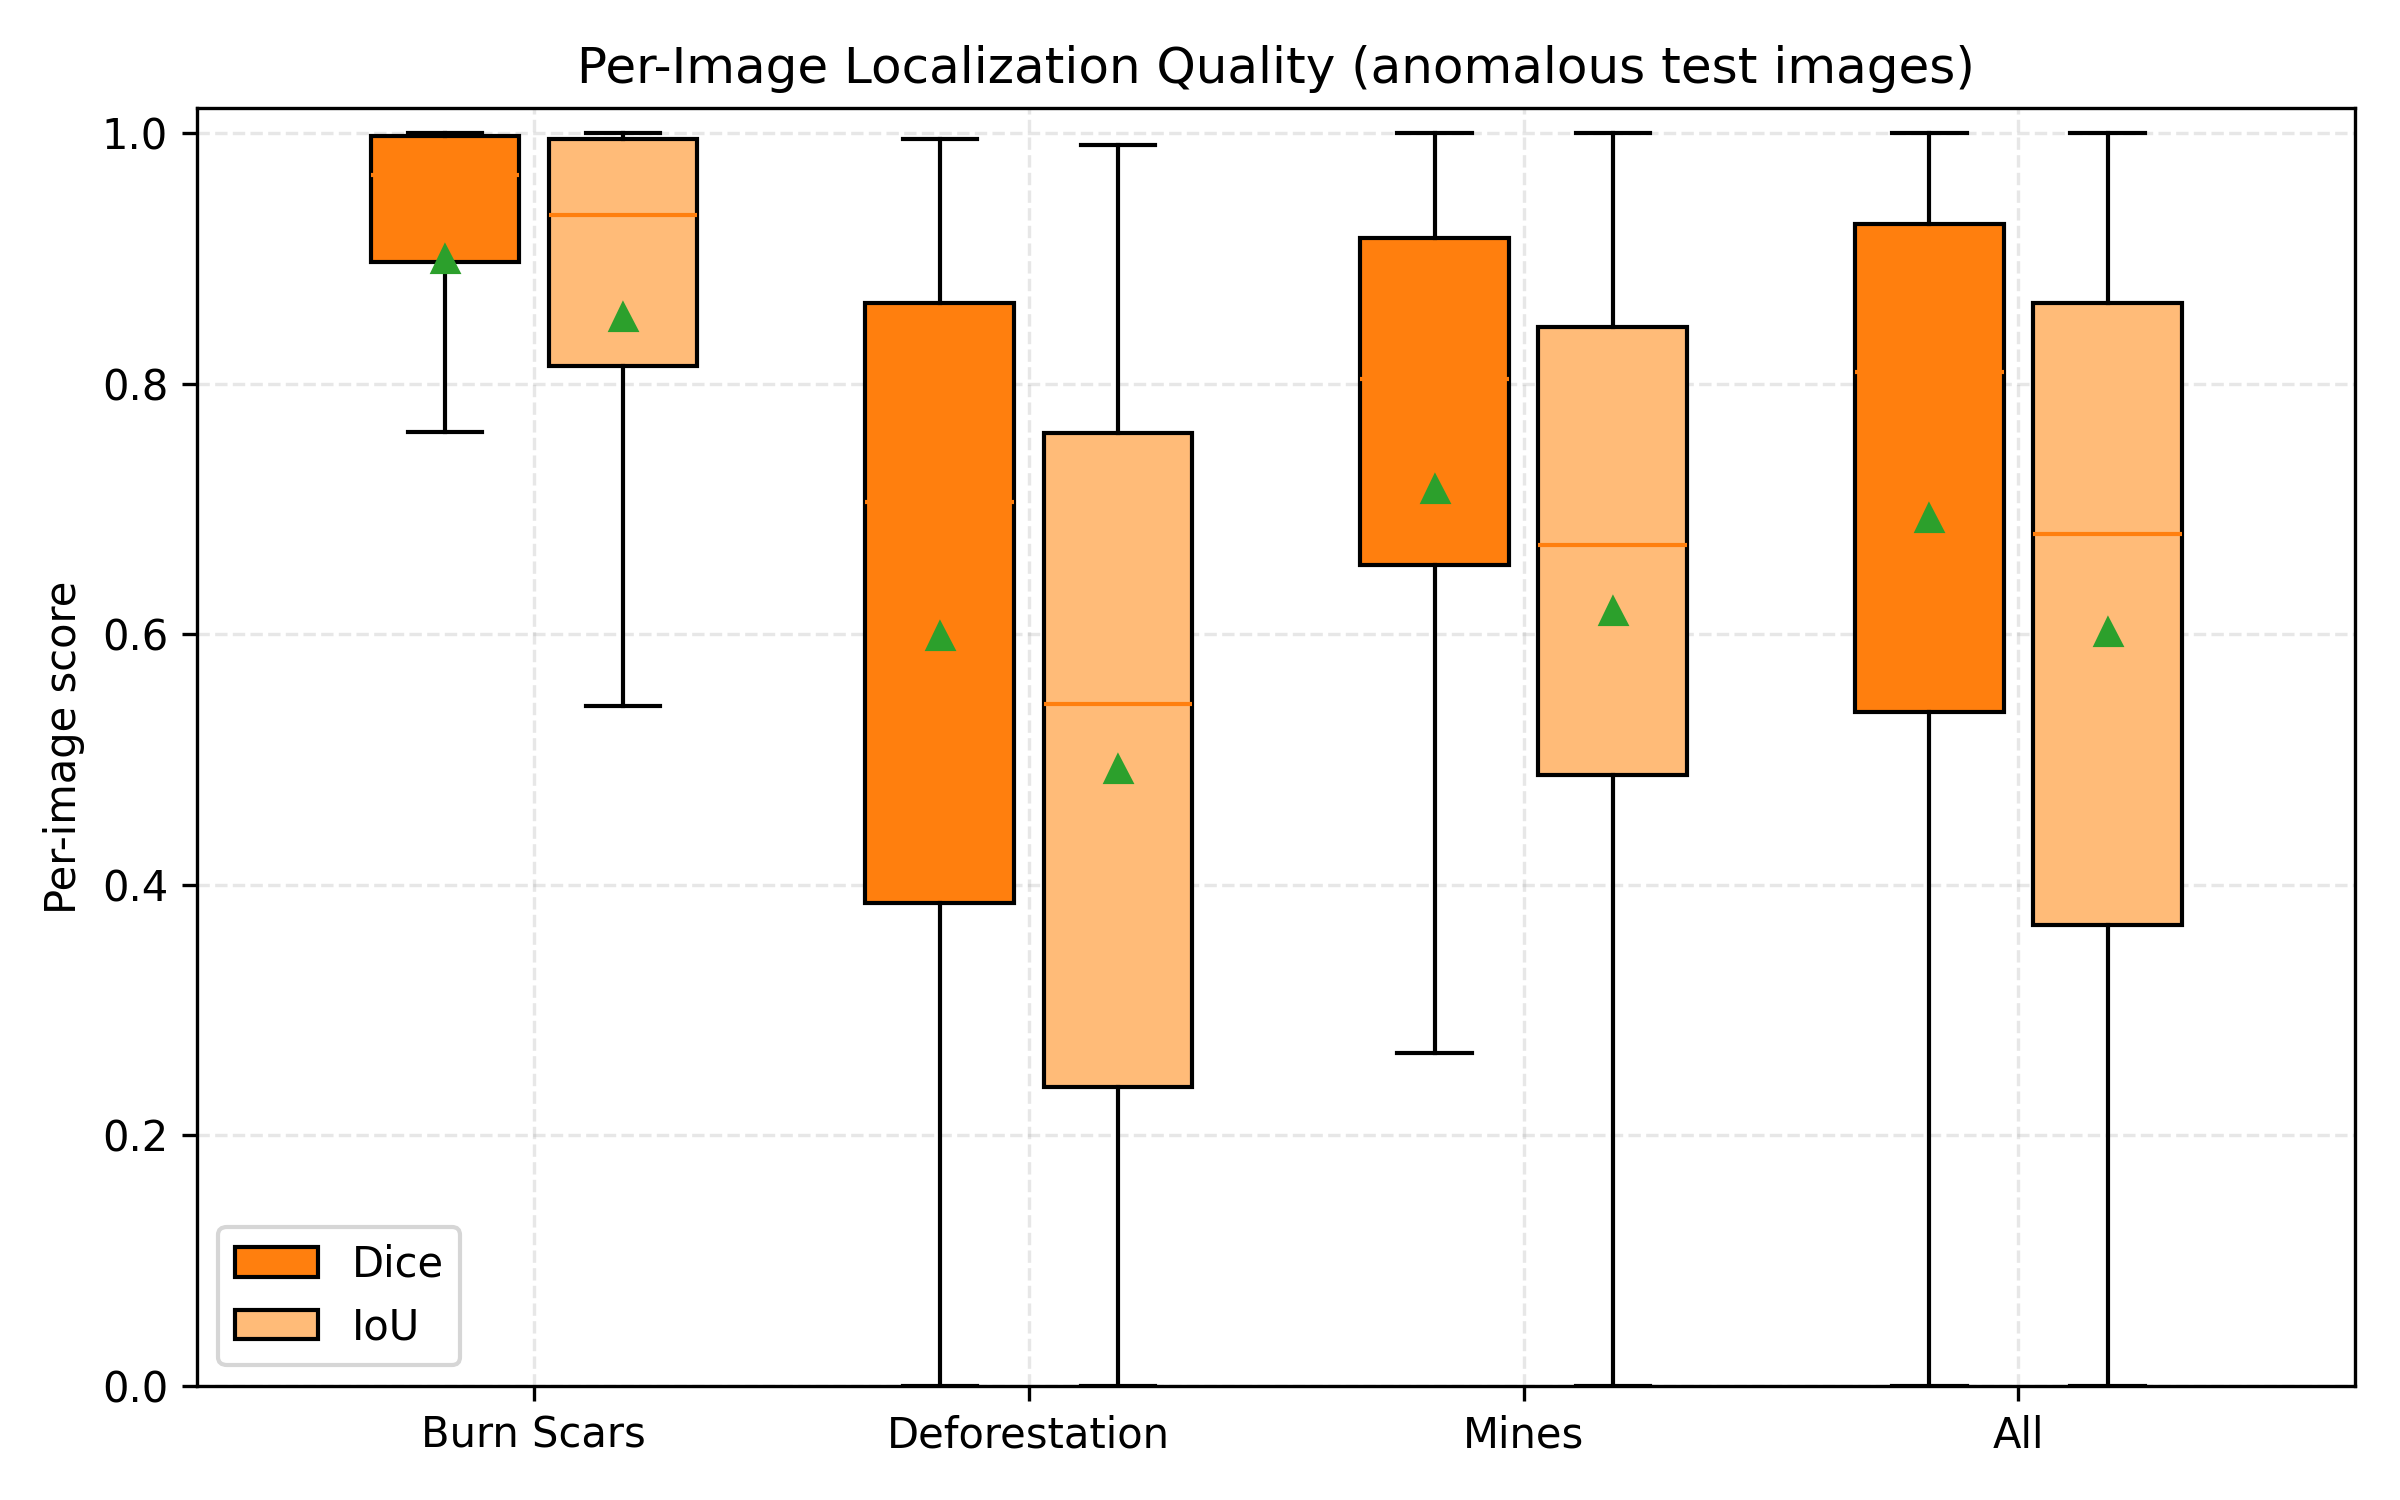 Per-Image Localization Quality (anomalous test images)
Per-image score
1.0
0.8
0.6
0.4
0.2
0.0
Dice
IoU
Burn Scars
Deforestation
Mines
All